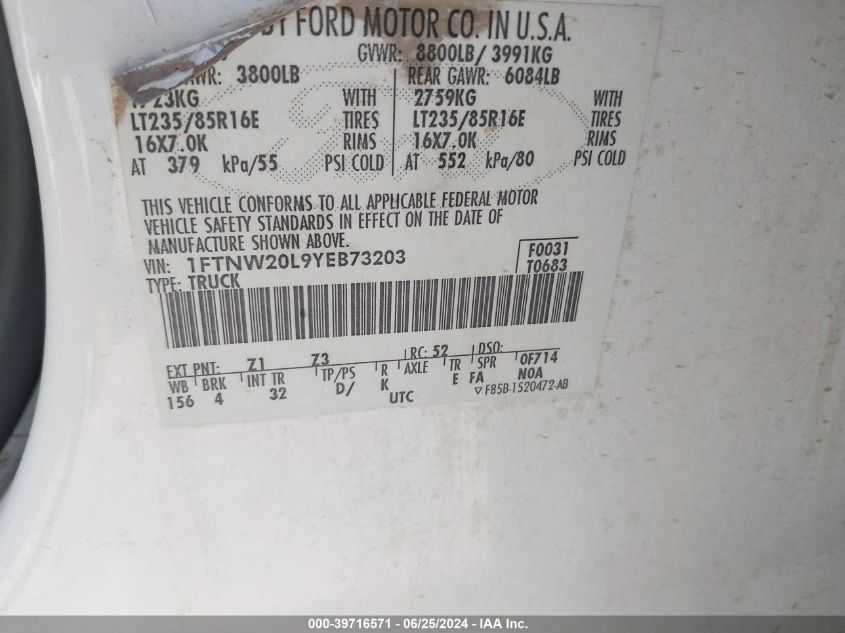 FORD MOTOR CO. IN U.S.A.
GVWR: 8800LB/ 3991KG
3800LB REAR GAWR: 6084LB
WITH 2759KG WITH
LT235/85R16E TIRES LT235/85R16E TIRES
16X7.0K RIMS 16X7.0K RIMS
AT 379 kPa/55 PSI COLD AT 552 kPa/80 PSI COLD
THIS VEHICLE CONFORMS TO ALL APPLICABLE FEDERAL MOTOR
VEHICLE SAFETY STANDARDS IN EFFECT ON THE DATE OF
MANUFACTURE SHOWN ABOVE.
VIN: 1FTNW20L9YEB73203 F0031
TYPE: TRUCK T0683
EXT PNT: Z1 Z3 RC: 52 DSO:
WB BRK INT TR TP/PS R AXLE TR SPR 0F714
156 4 32 D/ K E FA NOA
UTC ▽ F85B-1520472-AB
000-39716571 - 06/25/2024 - IAA Inc.